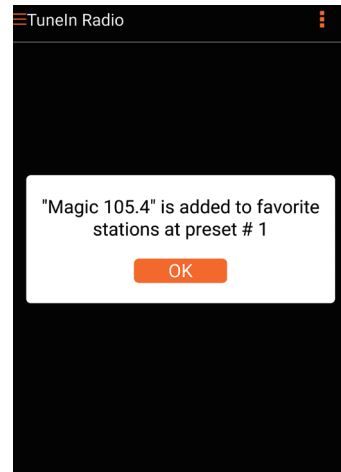 TuneIn Radio
"Magic 105.4" is added to favorite
stations at preset # 1
OK